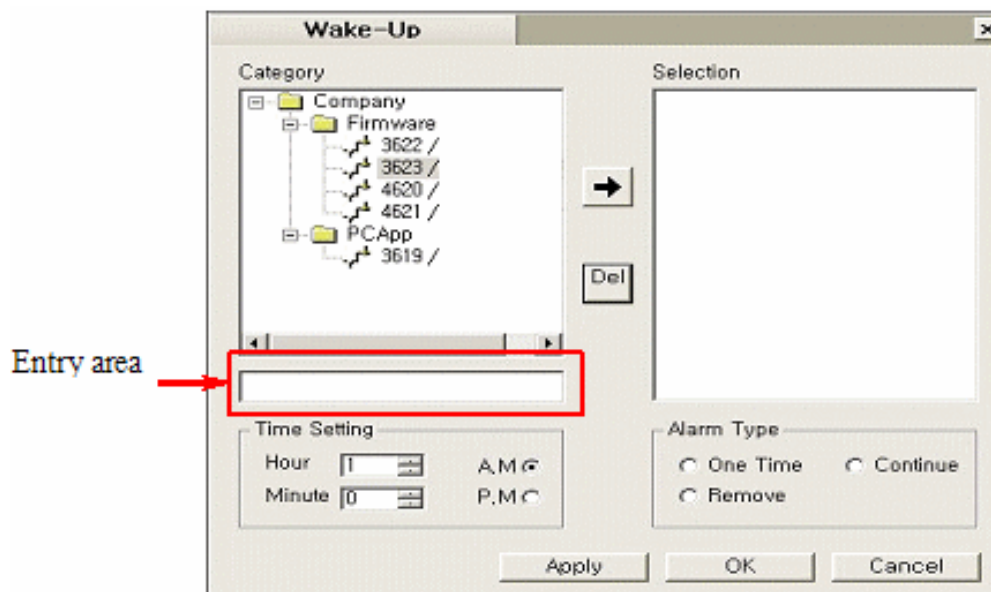 Wake-Up
Category
Selection
Company
Firmware
3622 /
3623 /
4620 /
4621 /
PCApp
3619 /
Del
Entry area
Time Setting
Hour 1 A,M
Minute 0 P,M
Alarm Type
One Time Continue
Remove
Apply OK Cancel